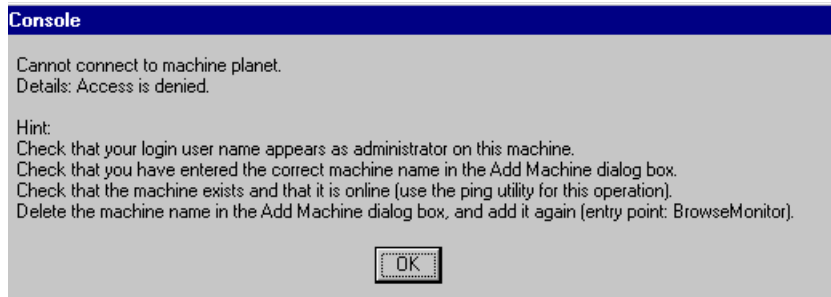 Console
Cannot connect to machine planet.
Details: Access is denied.
Hint:
Check that your login user name appears as administrator on this machine.
Check that you have entered the correct machine name in the Add Machine dialog box.
Check that the machine exists and that it is online (use the ping utility for this operation).
Delete the machine name in the Add Machine dialog box, and add it again (entry point: BrowseMonitor).
OK